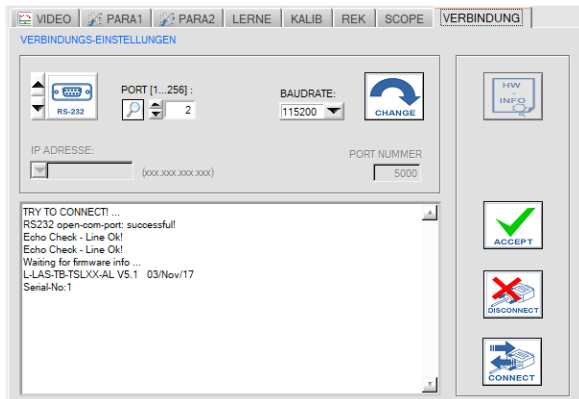 VIDEO PARA1 PARA2 LERNE KALIB REK SCOPE VERBINDUNG
VERBINDUNGS-EINSTELLUNGEN
RS-232
PORT [1...256] :
2
BAUDRATE:
115200
CHANGE
HW
-
INFO
IP ADRESSE:
(xxx.xxx.xxx.xxx)
PORT NUMMER
5000
TRY TO CONNECT! ...
RS232 open-com-port: successful!
Echo Check - Line Ok!
Echo Check - Line Ok!
Waiting for firmware info ...
L-LAS-TB-TSLXX-AL V5.1 03/Nov/17
Serial-No:1
ACCEPT
DISCONNECT
CONNECT